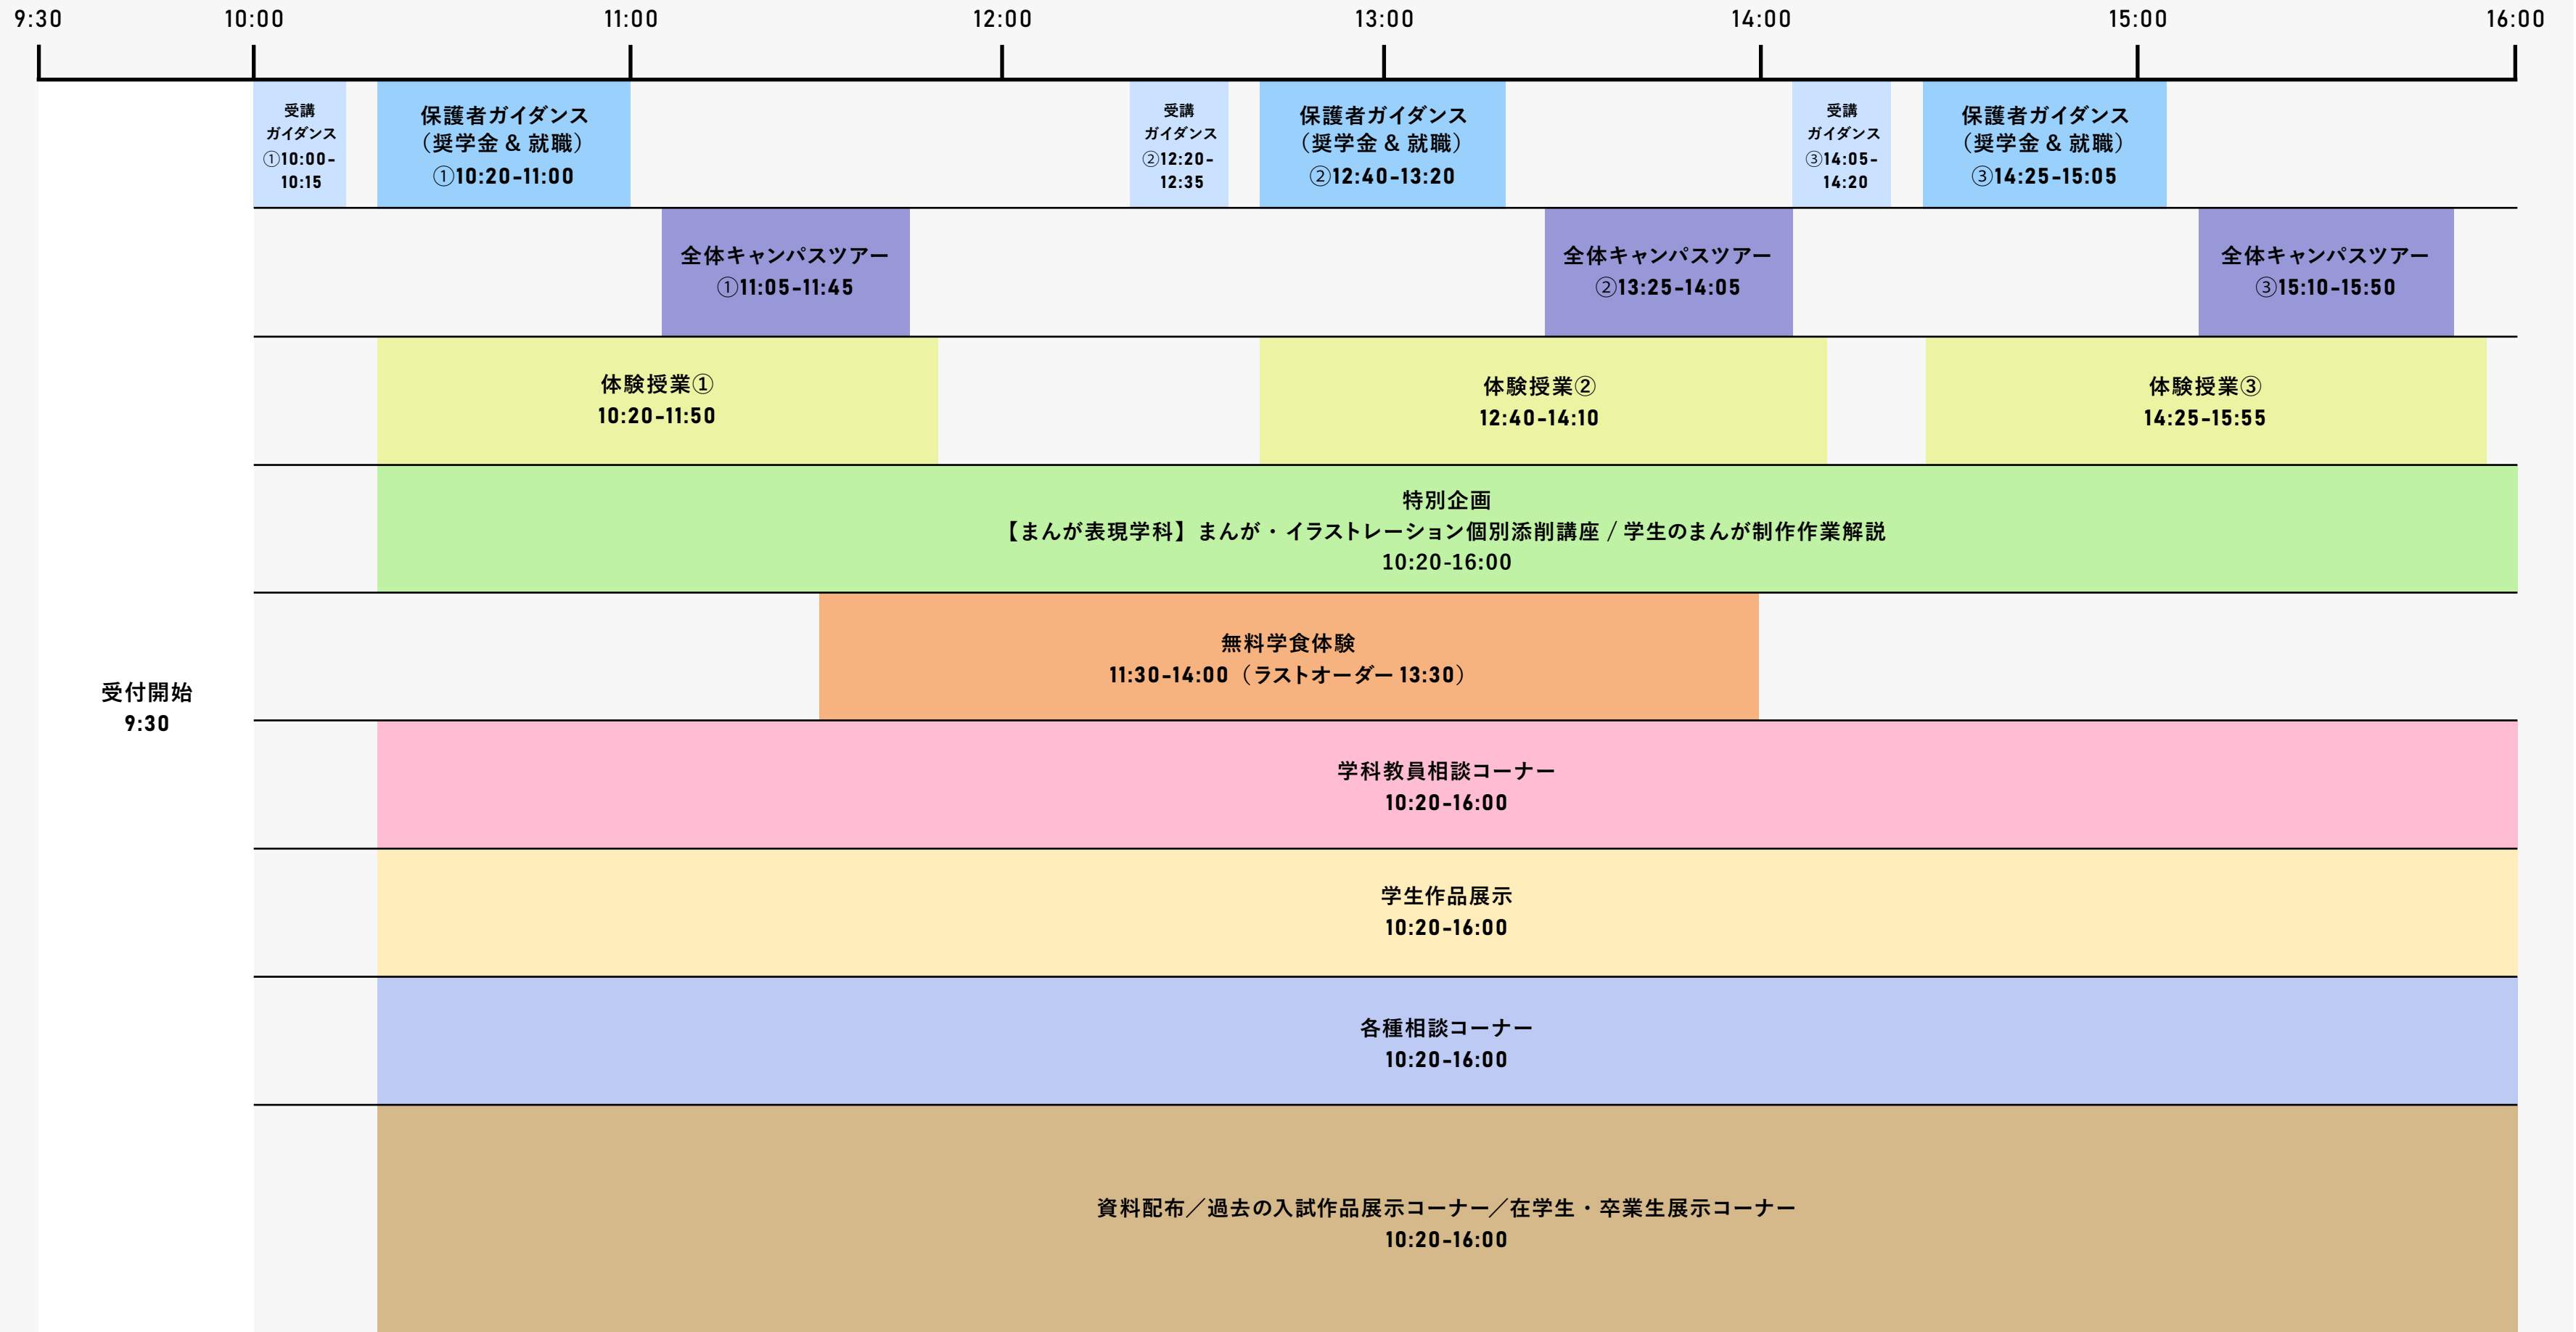 9:30
10:00
11:00
12:00
13:00
14:00
15:00
16:00
受付開始
9:30
受講
ガイダンス
①10:00-
10:15
保護者ガイダンス
（奨学金 & 就職）
①10:20-11:00
受講
ガイダンス
②12:20-
12:35
保護者ガイダンス
（奨学金 & 就職）
②12:40-13:20
受講
ガイダンス
③14:05-
14:20
保護者ガイダンス
（奨学金 & 就職）
③14:25-15:05
全体キャンパスツアー
①11:05-11:45
全体キャンパスツアー
②13:25-14:05
全体キャンパスツアー
③15:10-15:50
体験授業①
10:20-11:50
体験授業②
12:40-14:10
体験授業③
14:25-15:55
特別企画
【まんが表現学科】まんが・イラストレーション個別添削講座 / 学生のまんが制作作業解説
10:20-16:00
無料学食体験
11:30-14:00（ラストオーダー 13:30）
学科教員相談コーナー
10:20-16:00
学生作品展示
10:20-16:00
各種相談コーナー
10:20-16:00
資料配布／過去の入試作品展示コーナー／在学生・卒業生展示コーナー
10:20-16:00